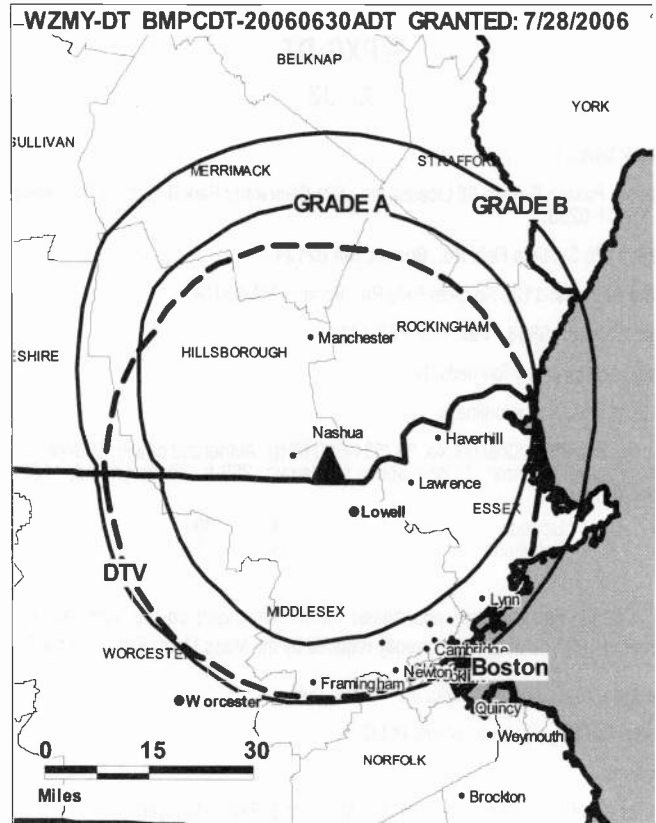 WZMY-DT BMPCDT-20060630ADT GRANTED: 7/28/2006
BELKNAP
YORK
SULLIVAN
MERRIMACK
STRAFFORD
GRADE A
GRADE B
ROCKINGHAM
Manchester
HILLSBOROUGH
ESHIRE
Nashua
Haverhill
Lawrence
ESSEX
Lowell
DTV
Lynn
MIDDLESEX
WORCESTER
Cambridge
Boston
Newton
Framingham
Worcester
Quincy
Weymouth
0 15 30
NORFOLK
Miles
Brockton